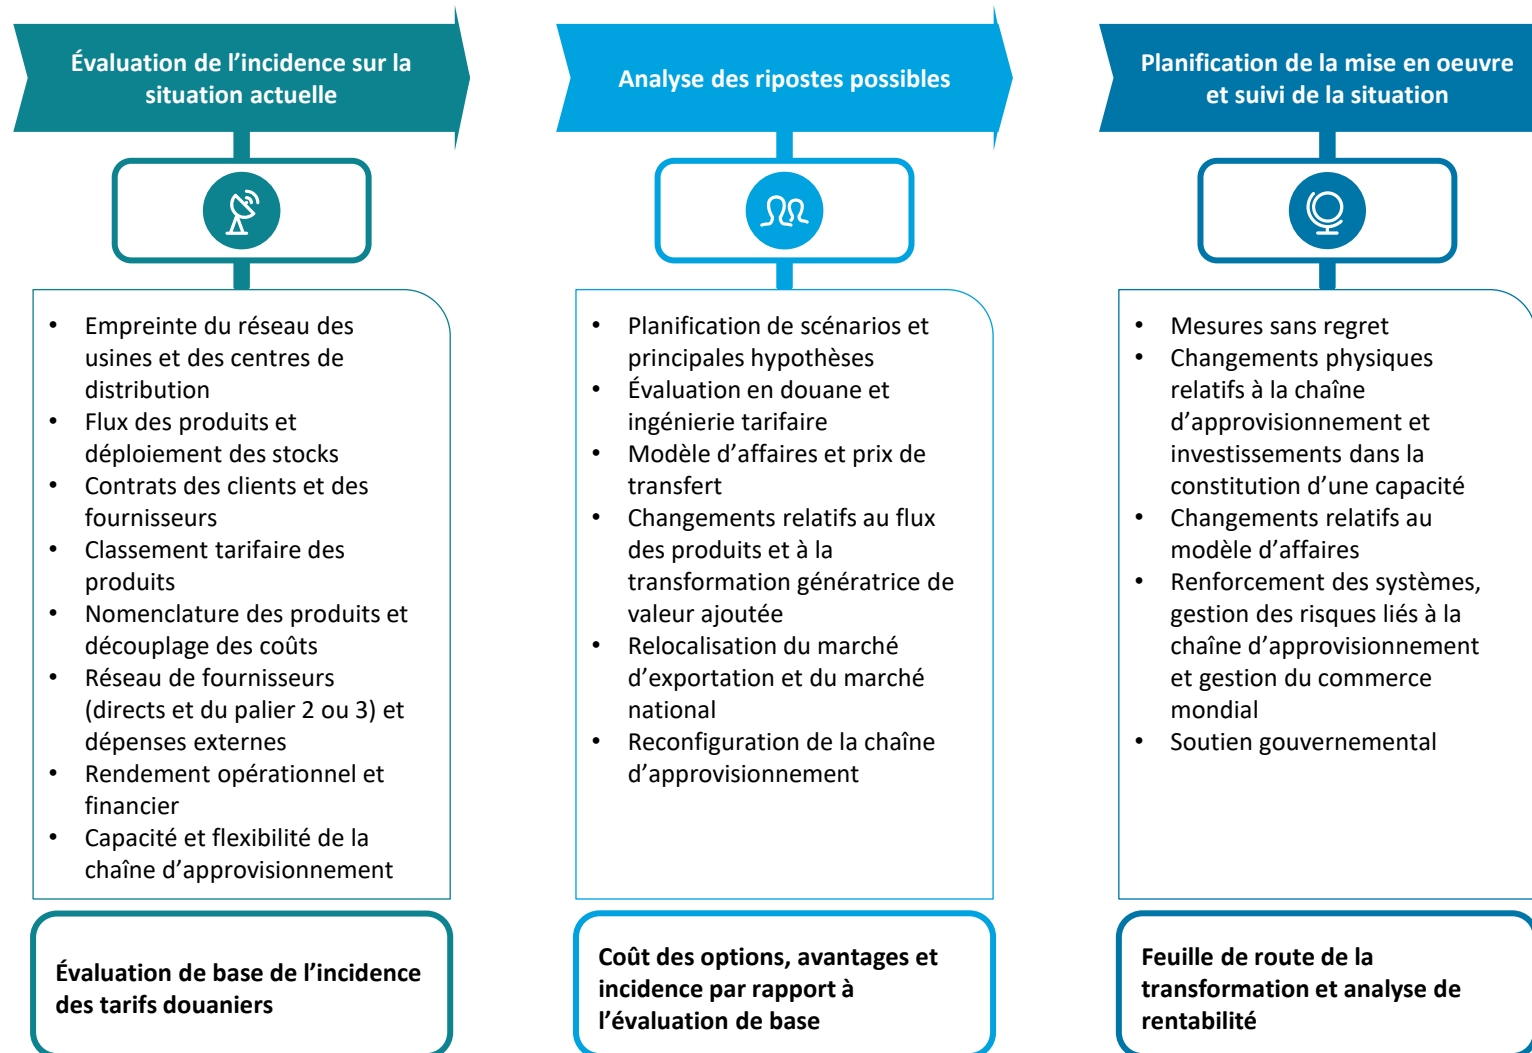 Évaluation de l’incidence sur la
situation actuelle
• Empreinte du réseau des
usines et des centres de
distribution
• Flux des produits et
déploiement des stocks
• Contrats des clients et des
fournisseurs
• Classement tarifaire des
produits
• Nomenclature des produits et
découplage des coûts
• Réseau de fournisseurs
(directs et du palier 2 ou 3) et
dépenses externes
• Rendement opérationnel et
financier
• Capacité et flexibilité de la
chaîne d’approvisionnement
Évaluation de base de l’incidence
des tarifs douaniers
Analyse des ripostes possibles
• Planification de scénarios et
principales hypothèses
• Évaluation en douane et
ingénierie tarifaire
• Modèle d’affaires et prix de
transfert
• Changements relatifs au flux
des produits et à la
transformation génératrice de
valeur ajoutée
• Relocalisation du marché
d’exportation et du marché
national
• Reconfiguration de la chaîne
d’approvisionnement
Coût des options, avantages et
incidence par rapport à
l’évaluation de base
Planification de la mise en oeuvre
et suivi de la situation
• Mesures sans regret
• Changements physiques
relatifs à la chaîne
d’approvisionnement et
investissements dans la
constitution d’une capacité
• Changements relatifs au
modèle d’affaires
• Renforcement des systèmes,
gestion des risques liés à la
chaîne d’approvisionnement
et gestion du commerce
mondial
• Soutien gouvernemental
Feuille de route de la
transformation et analyse de
rentabilité